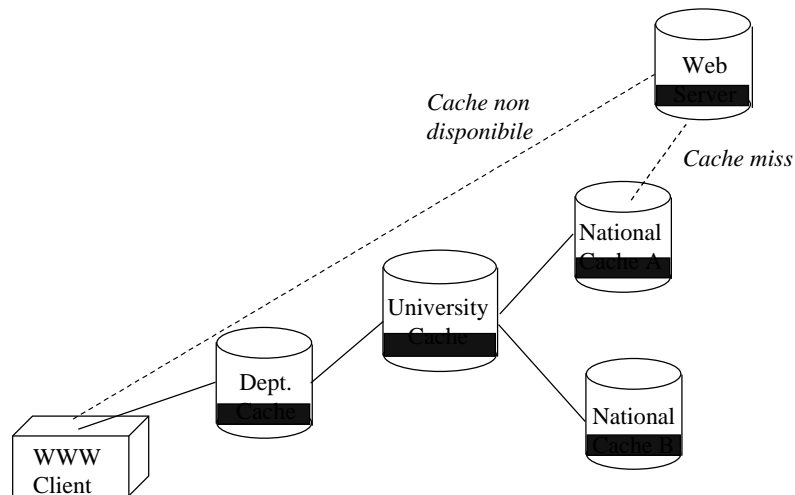 Web
Server
Cache non
disponibile
Cache miss
National
Cache A
University
Cache
Dept.
Cache
National
Cache B
WWW
Client